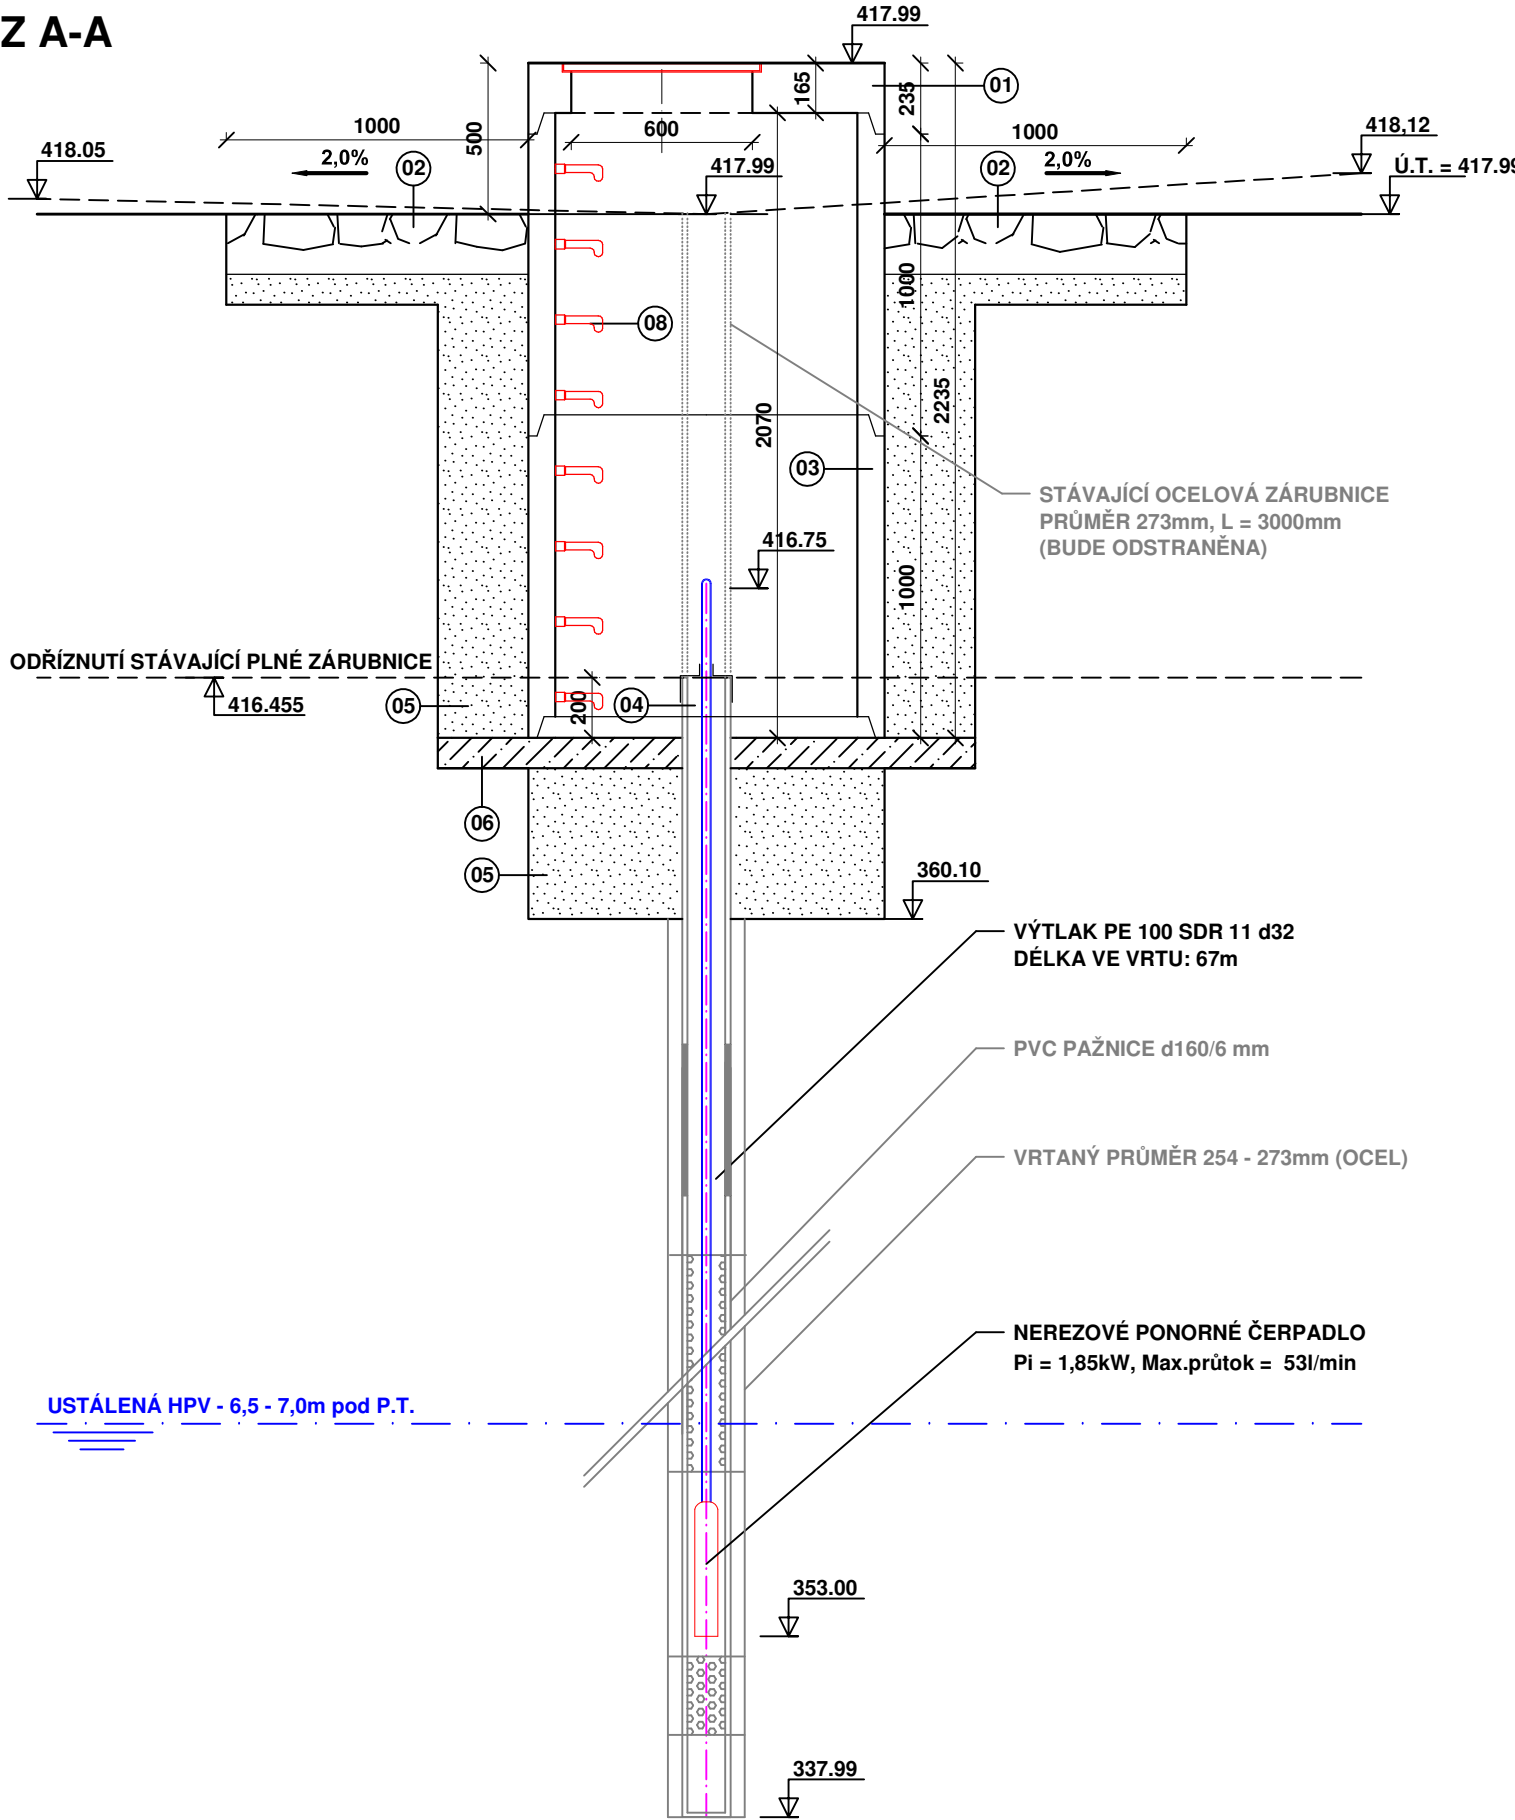 Z A-A
417.99
01
165
235
1000
500
600
1000
418,12
418.05
2,0%
02
417.99
02
2,0%
Ú.T. = 417.99
1000
08
2235
2070
03
STÁVAJÍCÍ OCELOVÁ ZÁRUBNICE
PRŮMĚR 273mm, L = 3000mm
(BUDE ODSTRANĚNA)
416.75
1000
ODŘÍZNUTÍ STÁVAJÍCÍ PLNÉ ZÁRUBNICE
416.455
05
200
04
06
05
360.10
VÝTLAK PE 100 SDR 11 d32
DÉLKA VE VRTU: 67m
PVC PAŽNICE d160/6 mm
VRTANÝ PRŮMĚR 254 - 273mm (OCEL)
NEREZOVÉ PONORNÉ ČERPADLO
Pi = 1,85kW, Max.průtok = 53l/min
USTÁLENÁ HPV - 6,5 - 7,0m pod P.T.
353.00
337.99